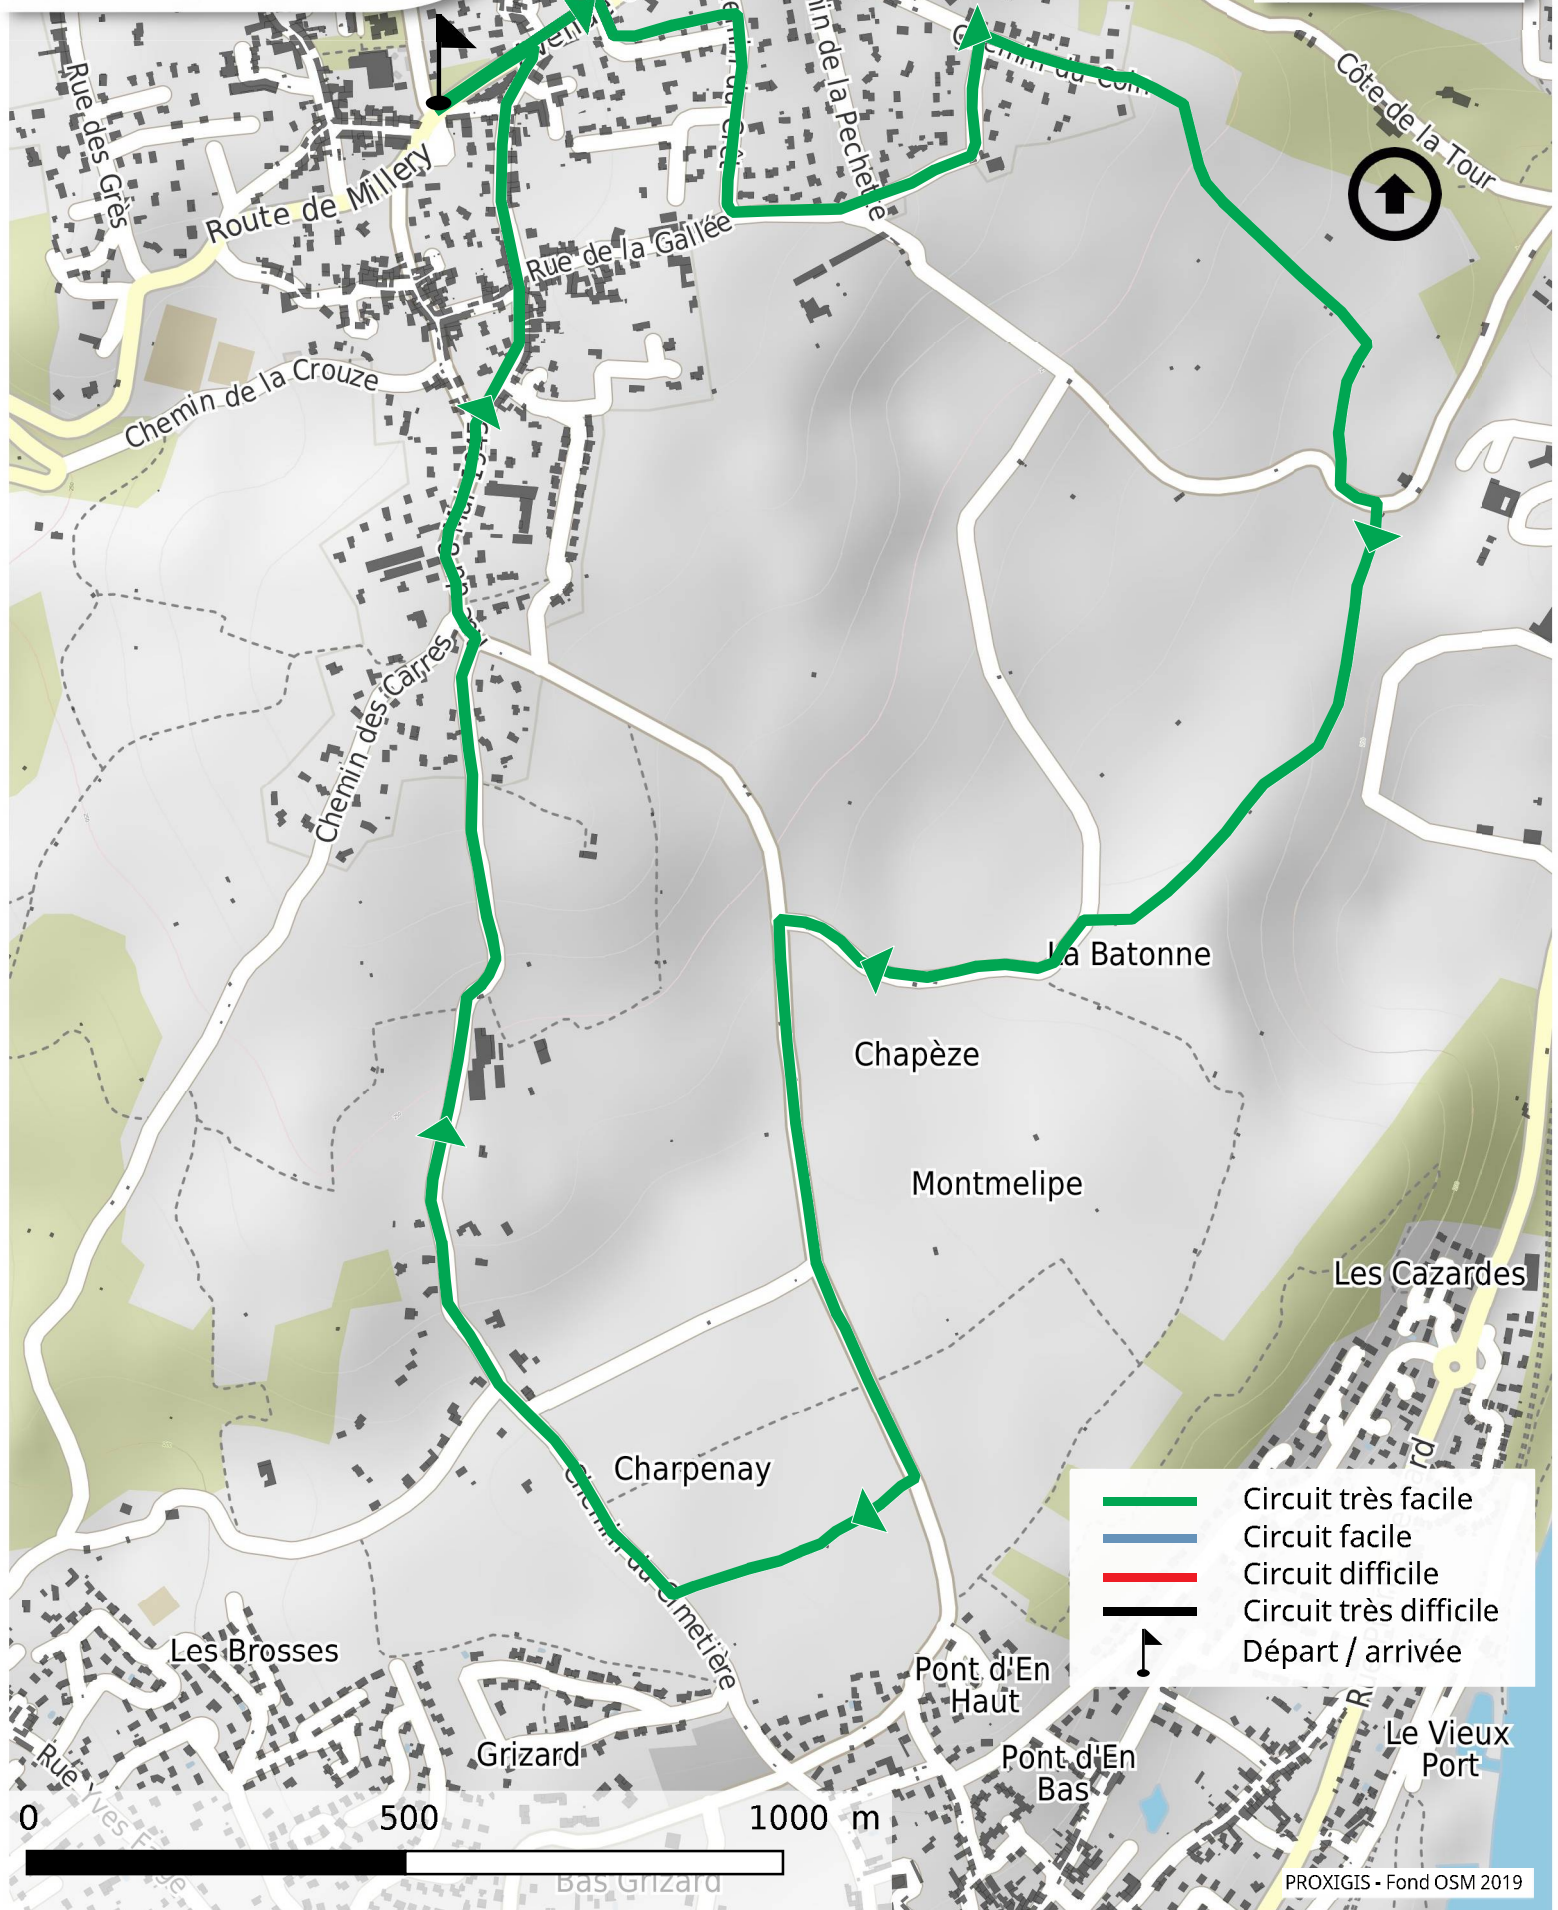 Chemin du Coin
Côte de la Tour
Rue des Grès
Route de Millery
Rue de la Gallée
Chemin de la Crouze
Chemin des Carres
La Batonne
Chapèze
Montmelipe
Les Cazardes
Charpenay
Chemin du Cimetière
Circuit très facile
Circuit facile
Circuit difficile
Circuit très difficile
Départ / arrivée
Les Brosses
Pont d'En
Haut
Grizard
Pont d'En
Bas
Le Vieux
Port
0 500 1000 m
Bas Grizard
PROXIGIS - Fond OSM 2019